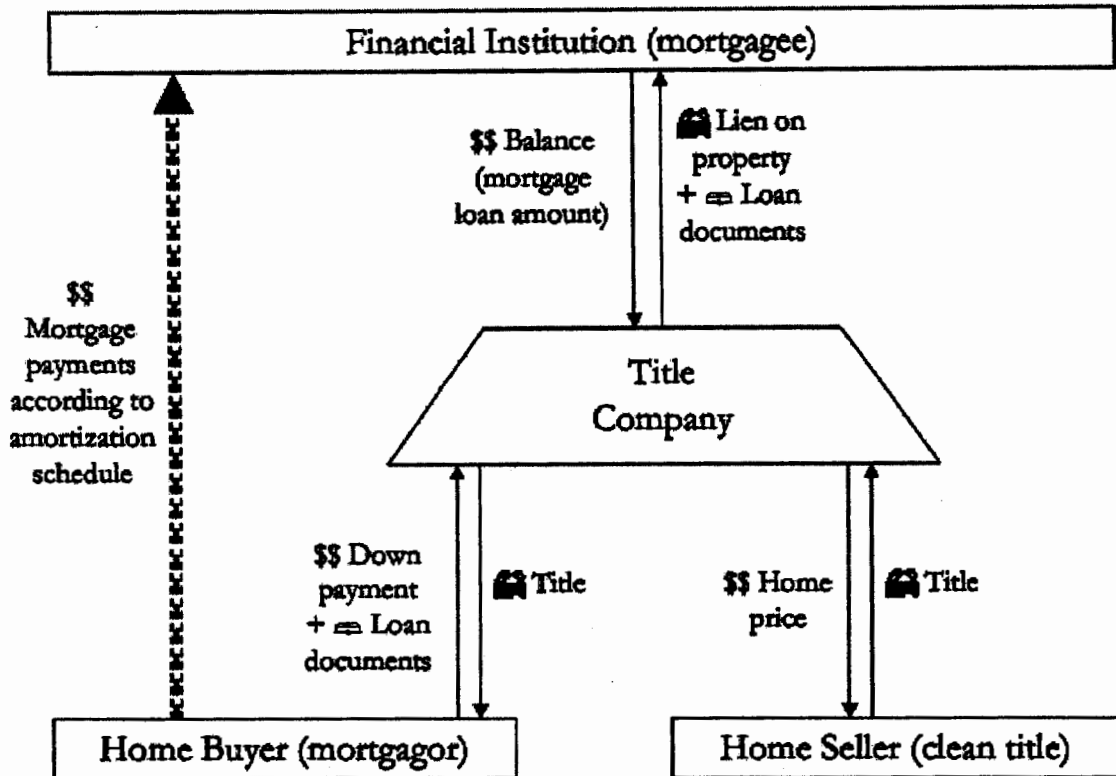 Financial Institution (mortgagee)
$$ Balance
(mortgage
loan amount)
Lien on
property
+ Loan
documents
$$
Mortgage
payments
according to
amortization
schedule
Title
Company
$$ Down
payment
+ Loan
documents
Title
$$ Home
price
Title
Home Buyer (mortgagor)
Home Seller (clean title)